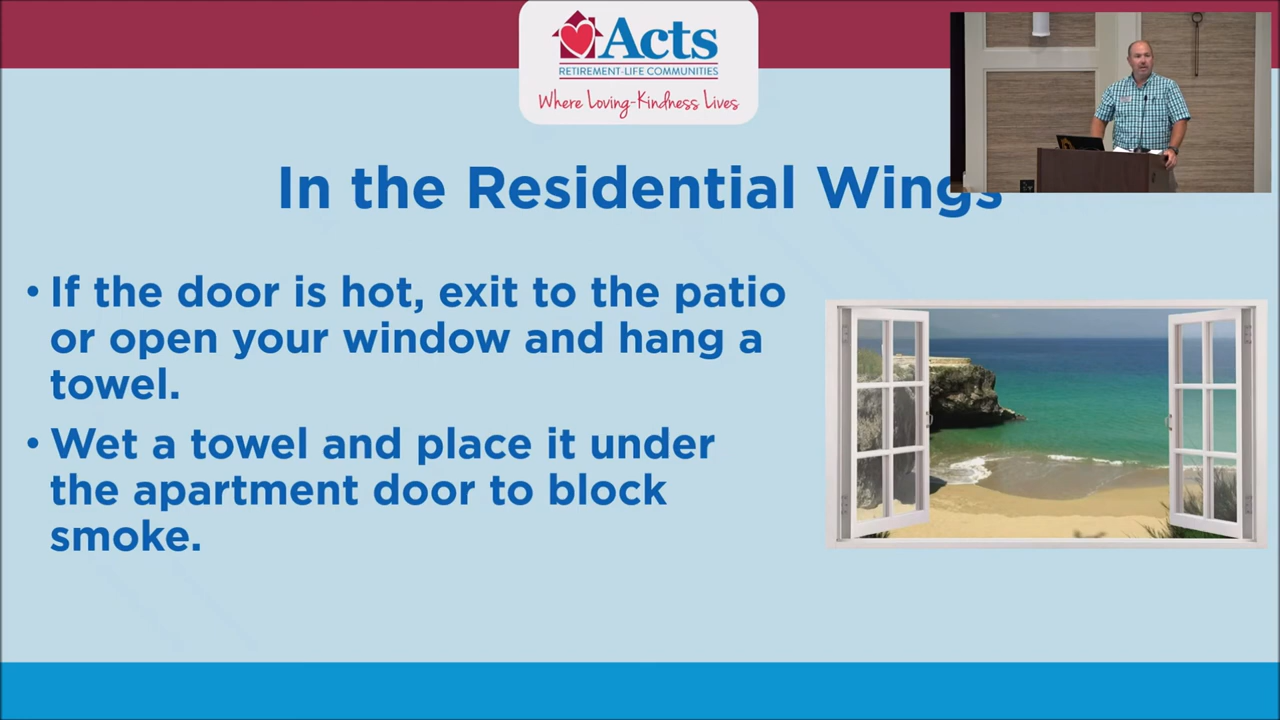 Acts
RETIREMENT-LIFE COMMUNITIES
Where Loving-Kindness Lives
In the Residential Wings
• If the door is hot, exit to the patio
or open your window and hang a
towel.
• Wet a towel and place it under
the apartment door to block
smoke.